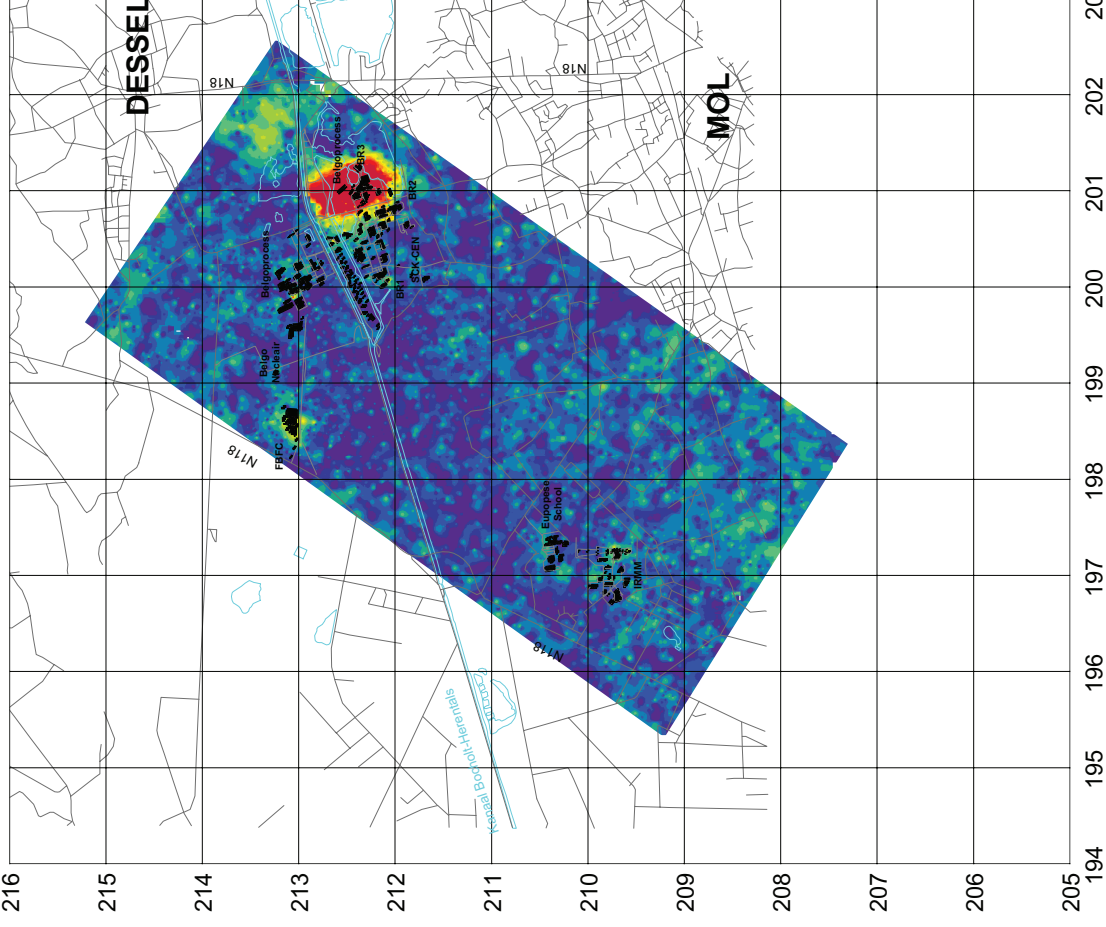 DESSEL
N18
N18
MOL
Belgoprocess
BR3
BR2
SCK-CEN
BR1
Belgoprocess
Belgo
Nucleair
FBFC
N118
Eupopese
School
IRMM
N118
Kanaal Bocholt-Herentals
216
215
214
213
212
211
210
209
208
207
206
205
194
195
196
197
198
199
200
201
202
20